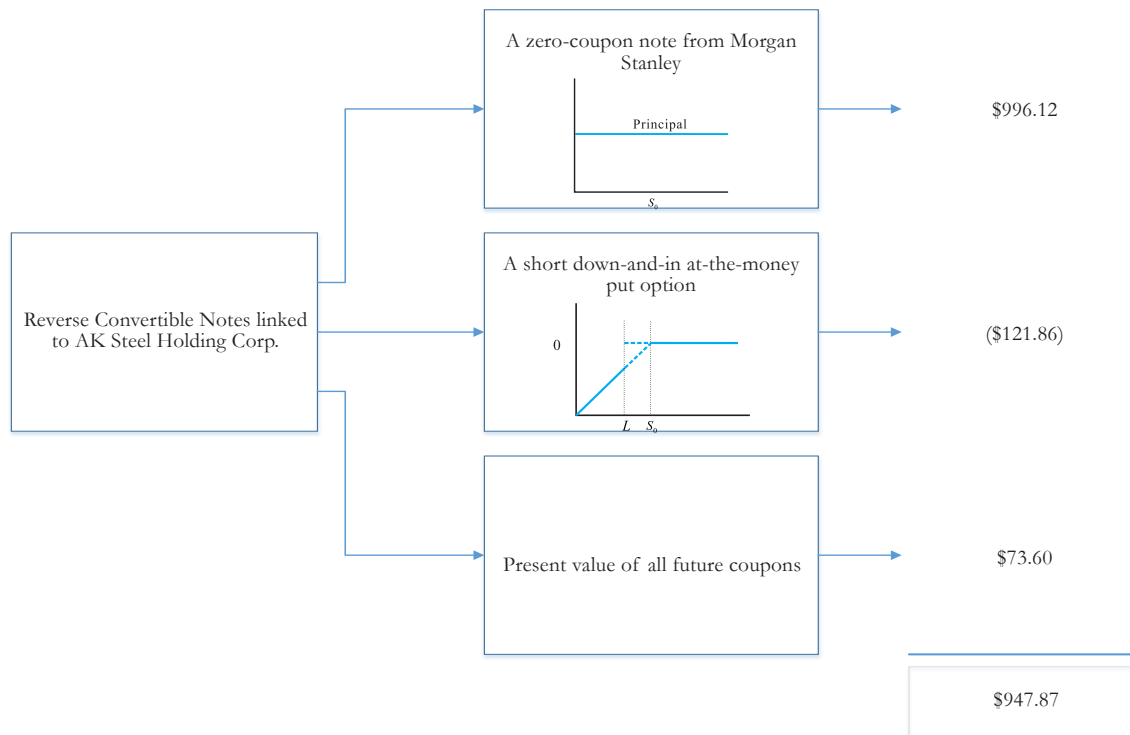 A zero-coupon note from Morgan
Stanley
Principal
S₀
$996.12
Reverse Convertible Notes linked
to AK Steel Holding Corp.
A short down-and-in at-the-money
put option
0
L S₀
($121.86)
Present value of all future coupons
$73.60
$947.87